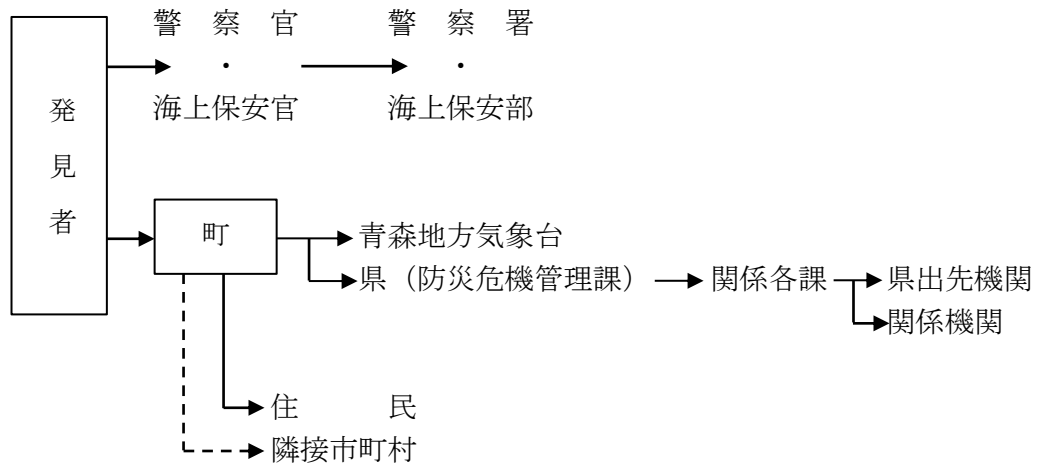 発見者
警察官　　警察署
・　　・
海上保安官　　海上保安部
町
青森地方気象台
県（防災危機管理課）　関係各課　県出先機関
関係機関
住民
隣接市町村